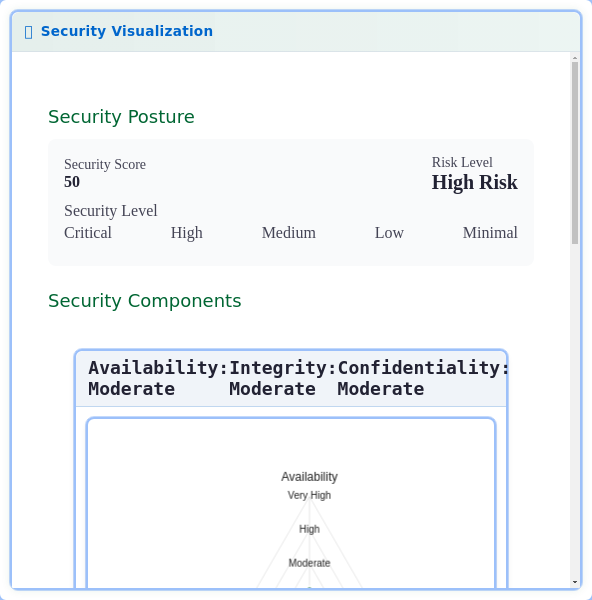 Security Visualization
Security Posture
Security Score
50
Risk Level
High Risk
Security Level
Critical High Medium Low Minimal
Security Components
Availability: Integrity: Confidentiality:
Moderate Moderate Moderate
Availability
Very High
High
Moderate